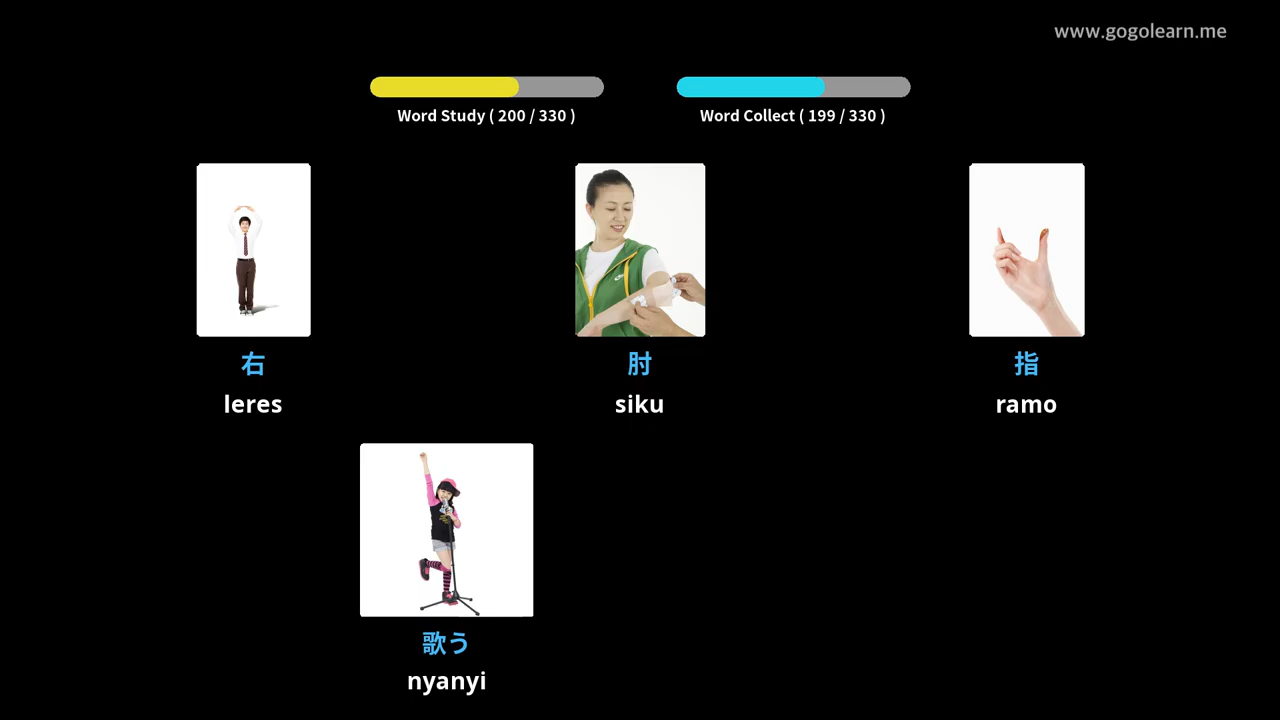 www.gogolearn.me
Word Study ( 200 / 330 )
Word Collect ( 199 / 330 )
右
leres
肘
siku
指
ramo
歌う
nyanyi